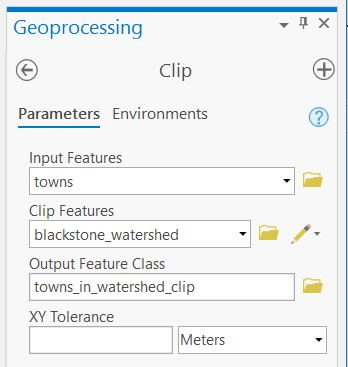 Geoprocessing
Clip
Parameters Environments
Input Features
towns
Clip Features
blackstone_watershed
Output Feature Class
towns_in_watershed_clip
XY Tolerance
Meters